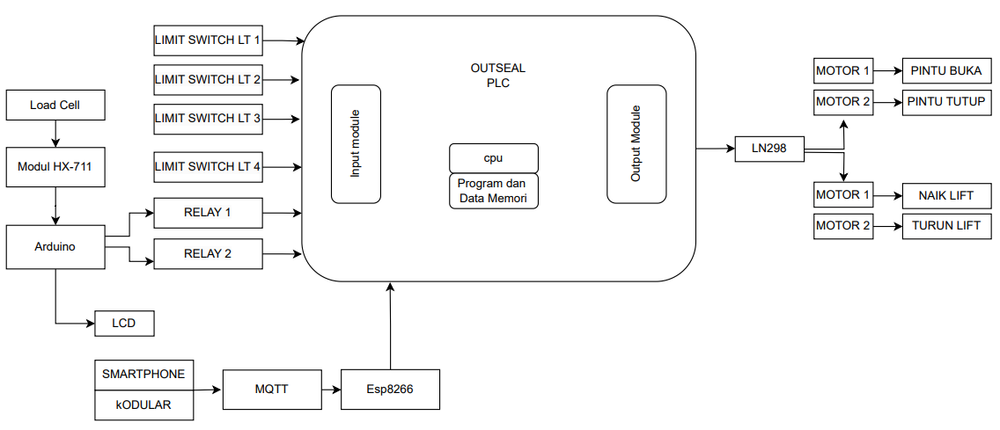 LIMIT SWITCH LT 1
LIMIT SWITCH LT 2
LIMIT SWITCH LT 3
LIMIT SWITCH LT 4
Load Cell
Modul HX-711
Arduino
RELAY 1
RELAY 2
LCD
SMARTPHONE
kODULAR
MQTT
Esp8266
OUTSEAL
PLC
Input module
cpu
Program dan
Data Memori
Output Module
LN298
MOTOR 1
PINTU BUKA
MOTOR 2
PINTU TUTUP
MOTOR 1
NAIK LIFT
MOTOR 2
TURUN LIFT